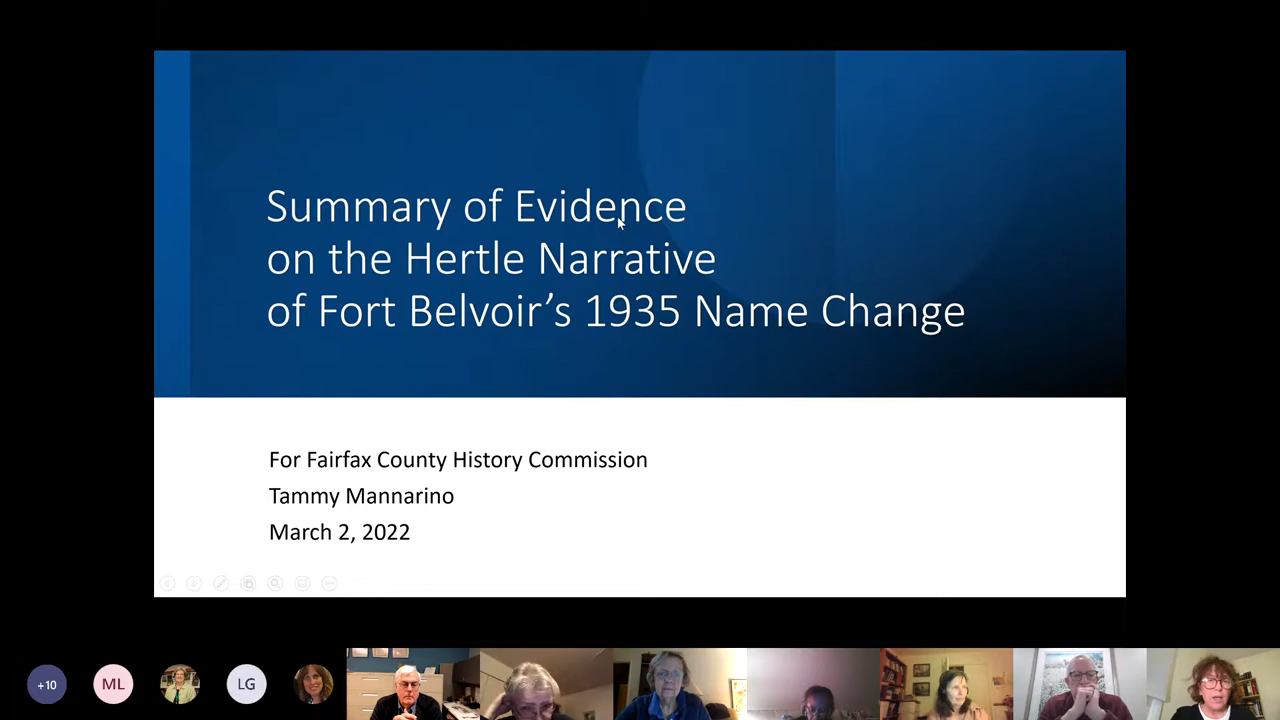 Summary of Evidence
on the Hertle Narrative
of Fort Belvoir’s 1935 Name Change
For Fairfax County History Commission
Tammy Mannarino
March 2, 2022
+10
ML
LG